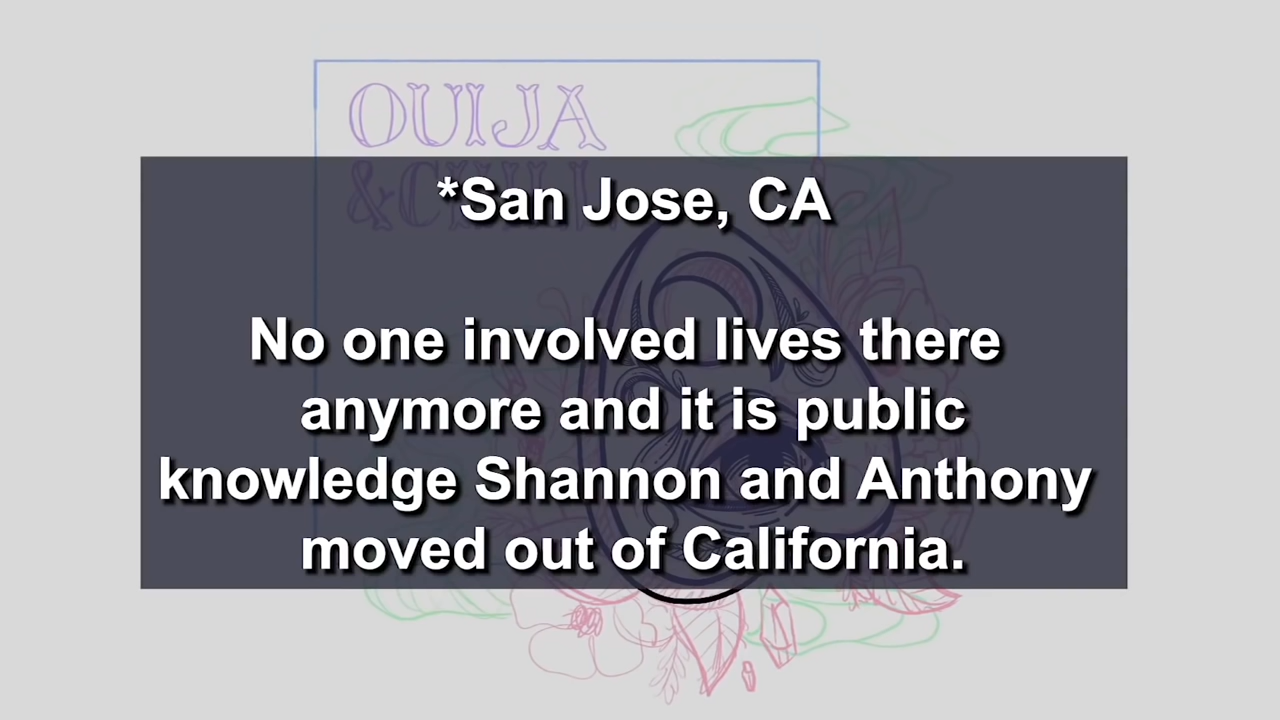 OUIJA
& CHILL
*San Jose, CA
No one involved lives there
anymore and it is public
knowledge Shannon and Anthony
moved out of California.